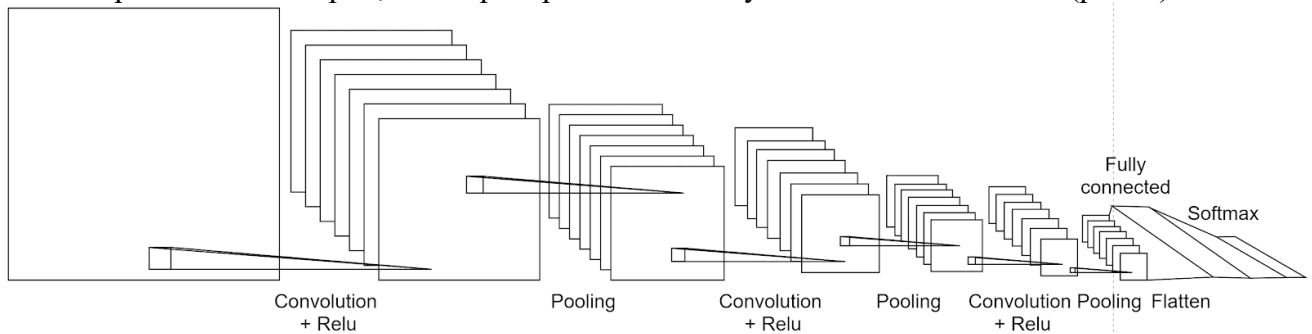 Fully
connected
Softmax
Convolution
+ Relu
Pooling
Convolution
+ Relu
Pooling
Convolution
+ Relu
Pooling
Flatten